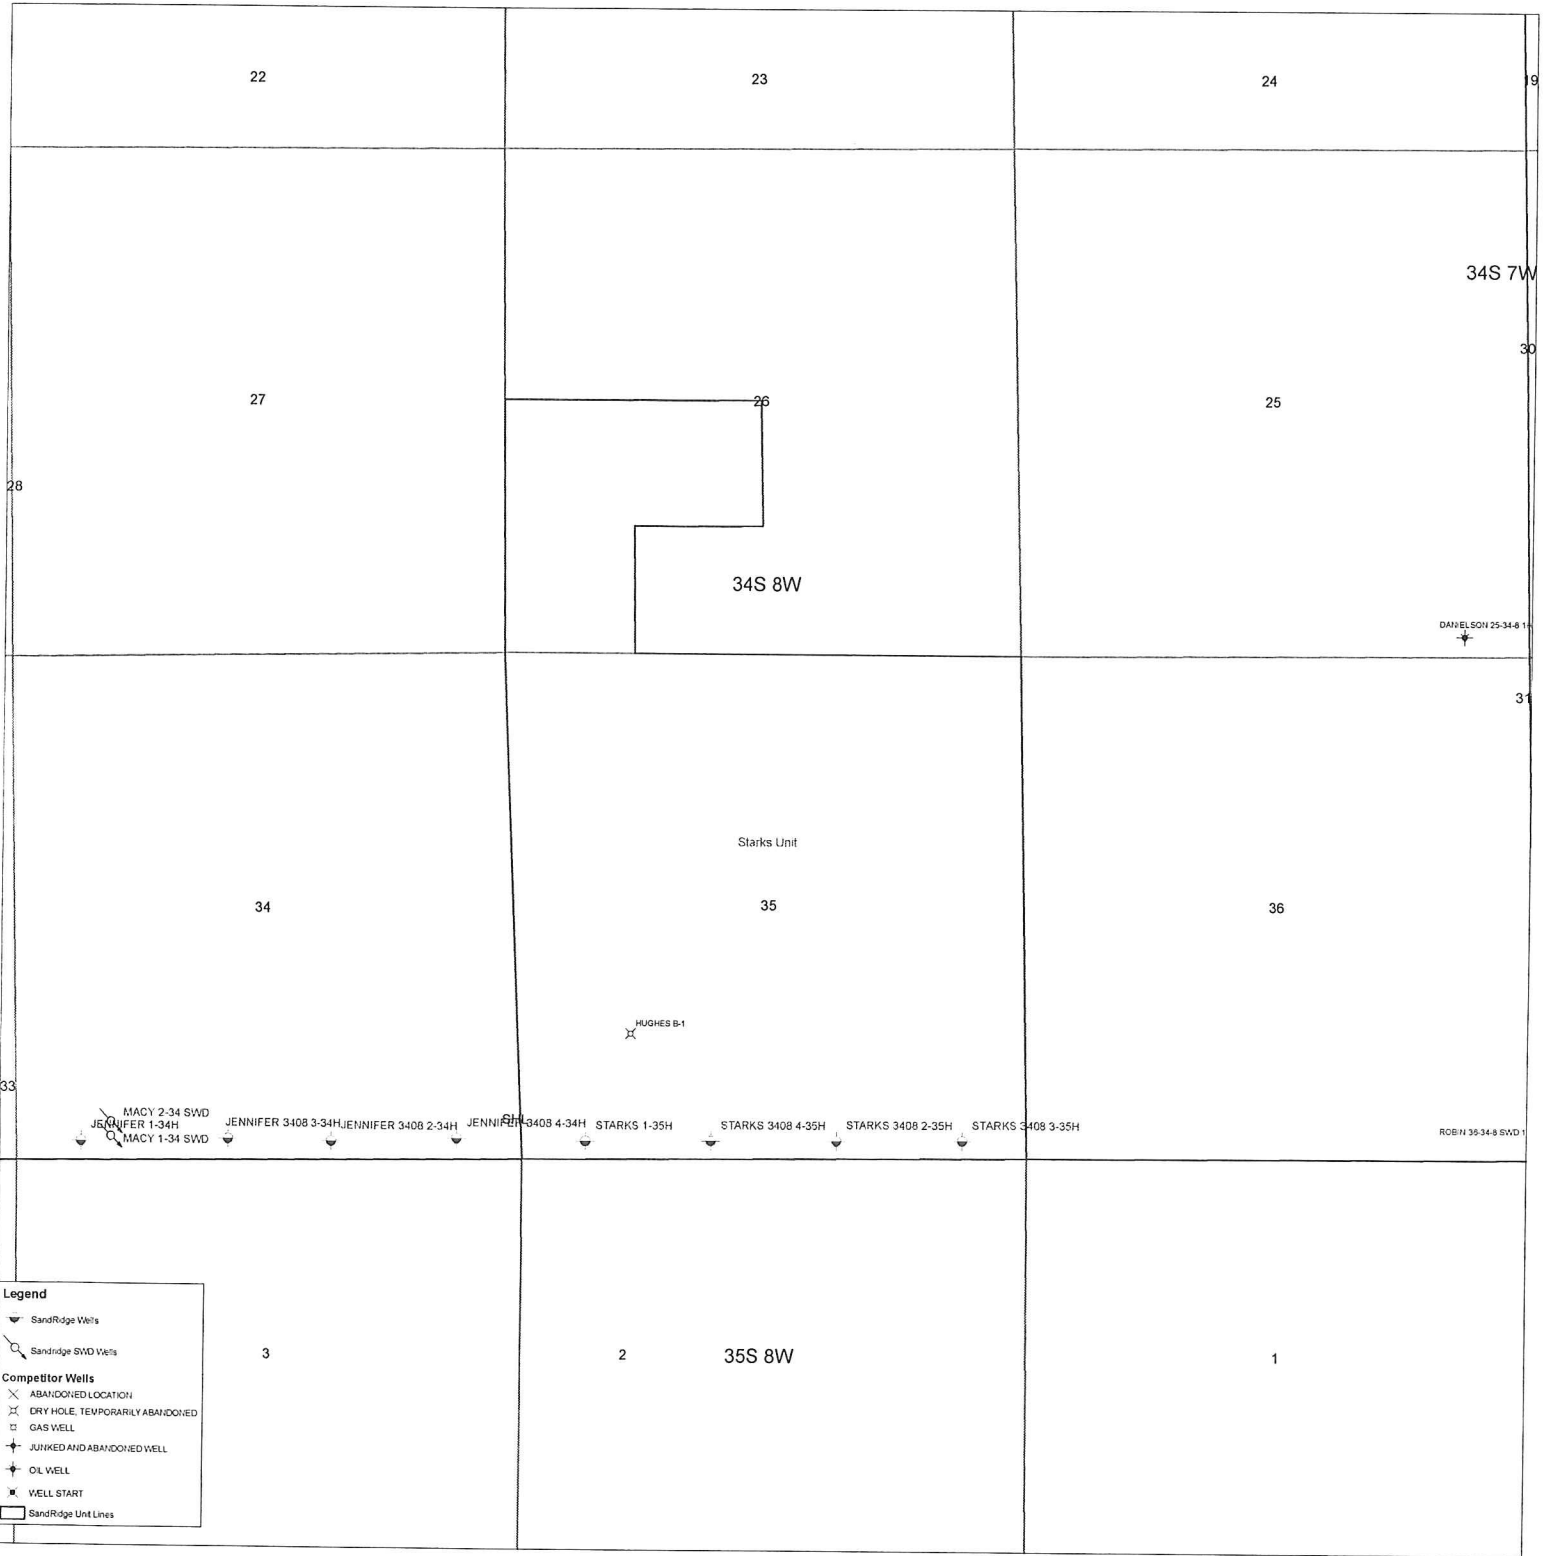 22
23
24
19
34S 7W
30
27
26
25
28
34S 8W
DANIELSON 25-34-8 1H
31
Starks Unit
34
35
36
HUGHES B-1
33
MACY 2-34 SWD
JENNIFER 1-34H
MACY 1-34 SWD
JENNIFER 3408 3-34H
JENNIFER 3408 2-34H
JENNIFER 3408 4-34H
SHL
STARKS 1-35H
STARKS 3408 4-35H
STARKS 3408 2-35H
STARKS 3408 3-35H
ROBIN 36-34-8 SWD 1
3
2
35S 8W
1
Legend
SandRidge Wells
Sandridge SWD Wells
Competitor Wells
ABANDONED LOCATION
DRY HOLE, TEMPORARILY ABANDONED
GAS WELL
JUNKED AND ABANDONED WELL
OIL WELL
WELL START
SandRidge Unit Lines